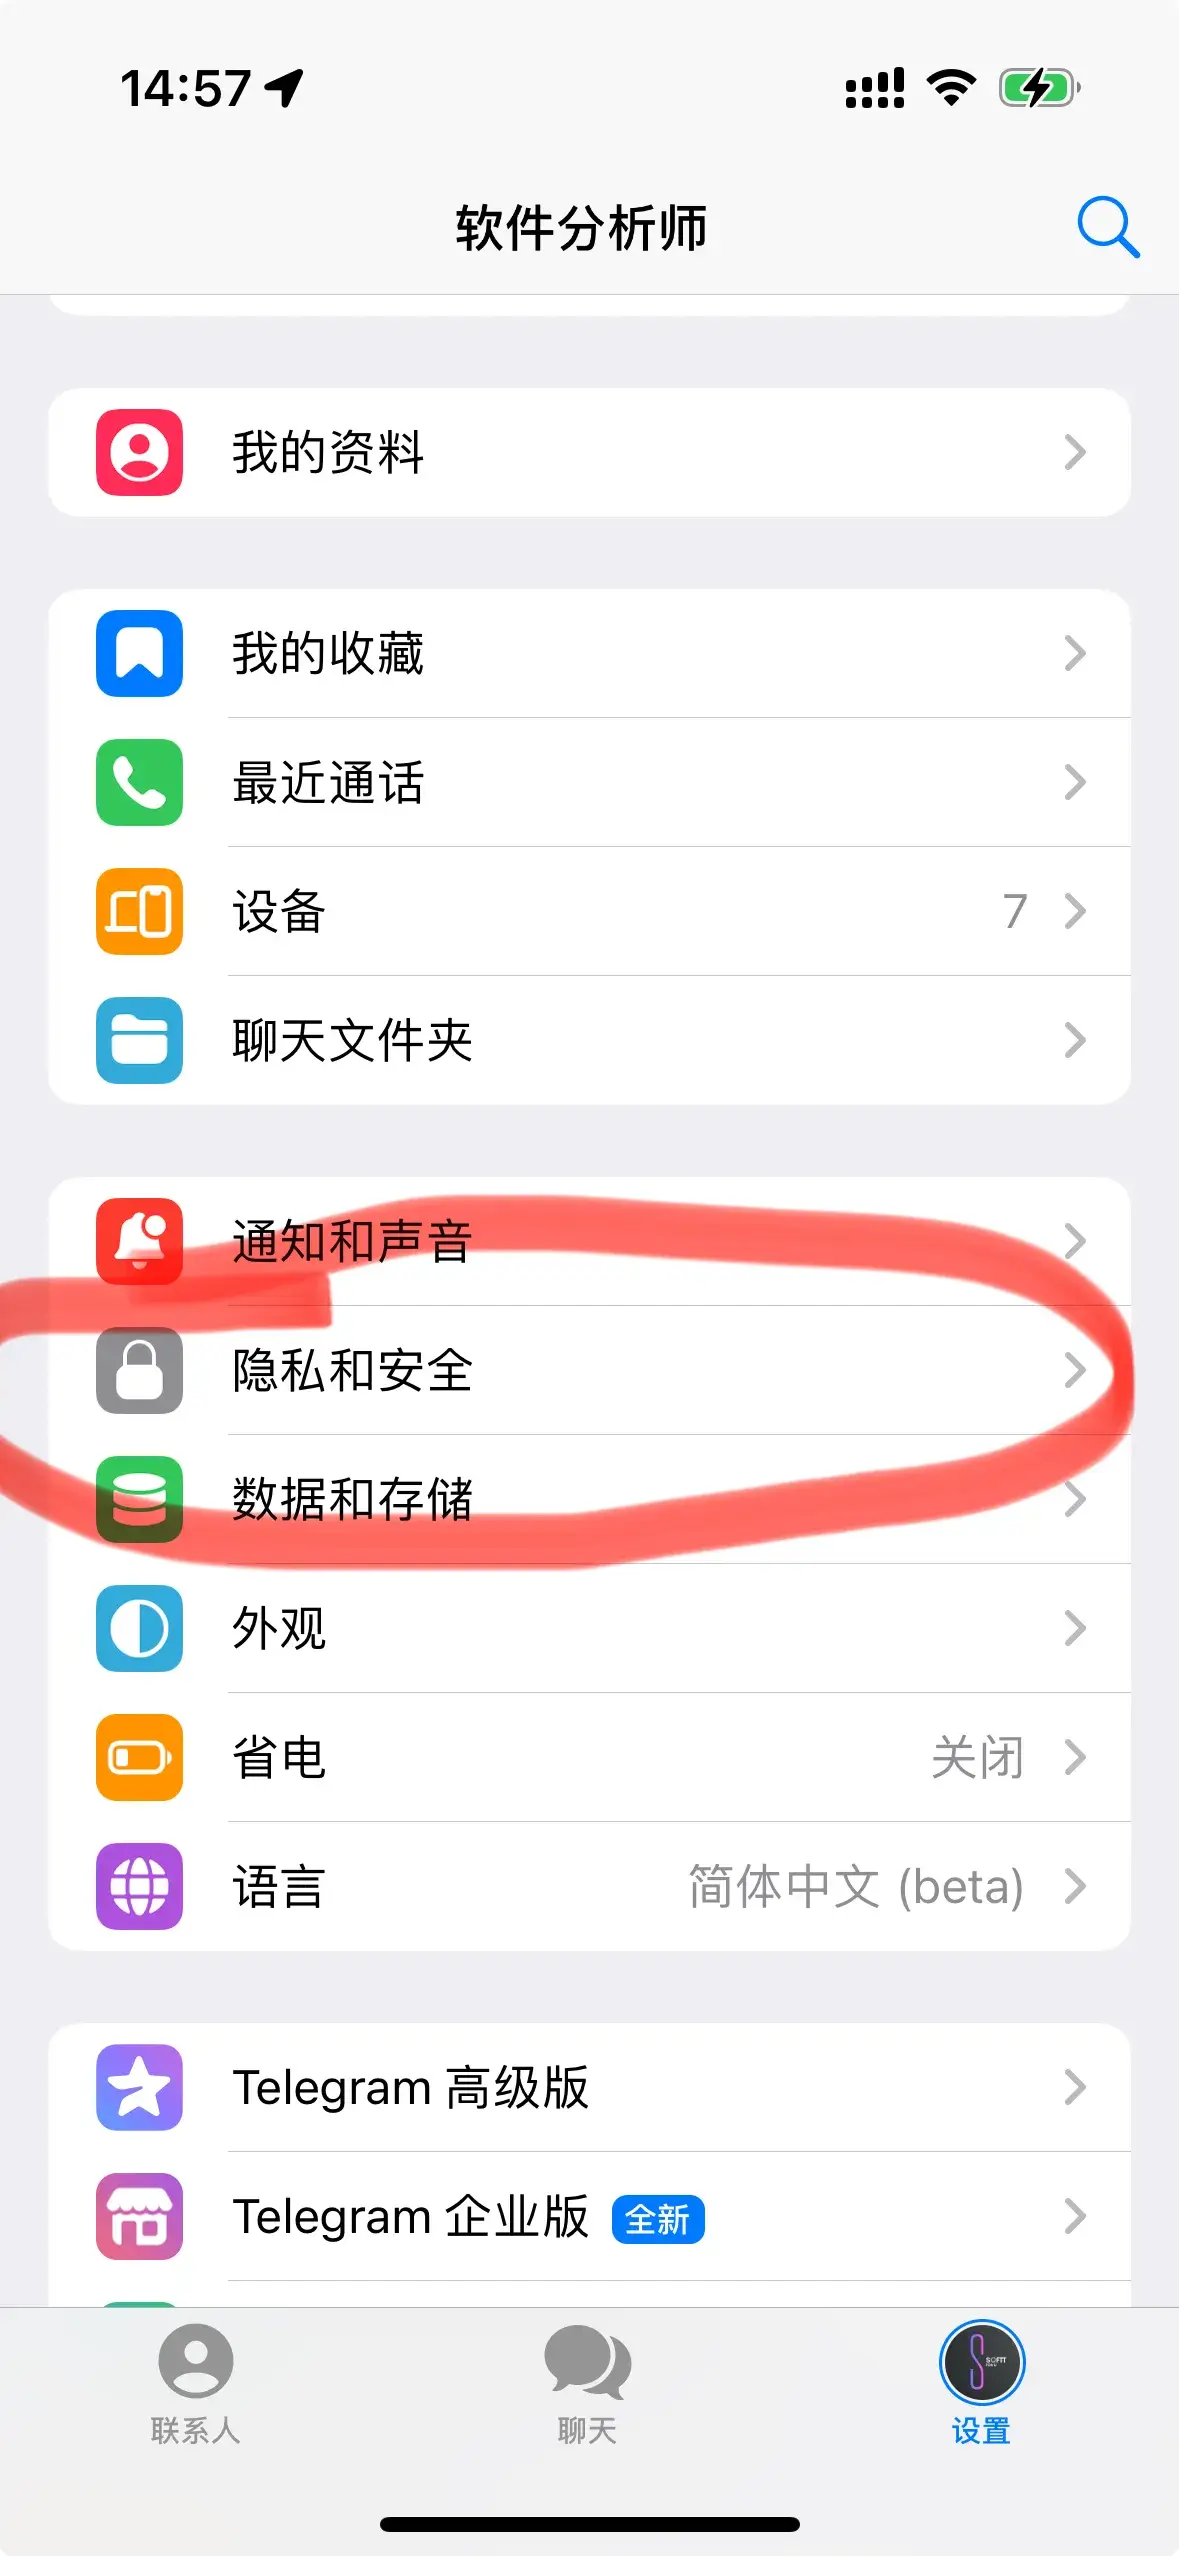 14:57
软件分析师
我的资料
我的收藏
最近通话
设备 7
聊天文件夹
通知和声音
隐私和安全
数据和存储
外观
省电 关闭
语言 简体中文 (beta)
Telegram 高级版
Telegram 企业版 全新
联系人
聊天
设置